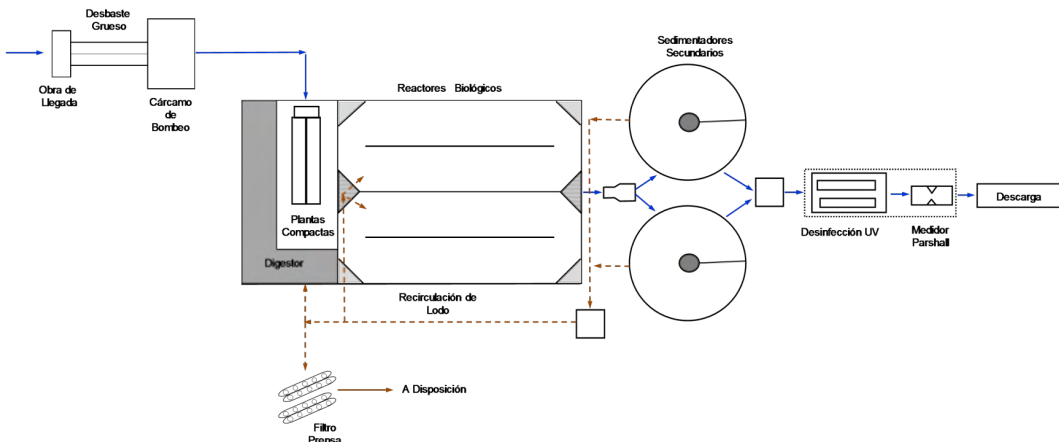 Desbaste
Grueso
Obra de
Llegada
Cárcamo
de
Bombeo
Reactores Biológicos
Plantas
Compactas
Digestor
Recirculación de
Lodo
Filtro
Prensa
A Disposición
Sedimentadores
Secundarios
Desinfección UV
Medidor
Parshall
Descarga